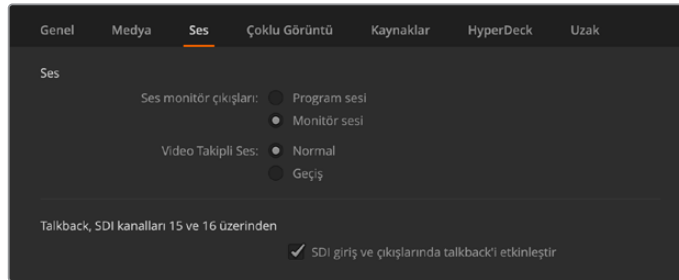 Genel Medya Ses Çoklu Görüntü Kaynaklar HyperDeck Uzak
Ses
Ses monitör çıkışları: Program sesi
Monitör sesi
Video Takipli Ses: Normal
Geçiş
Talkback, SDI kanalları 15 ve 16 üzerinden
SDI giriş ve çıkışlarında talkback'i etkinleştir